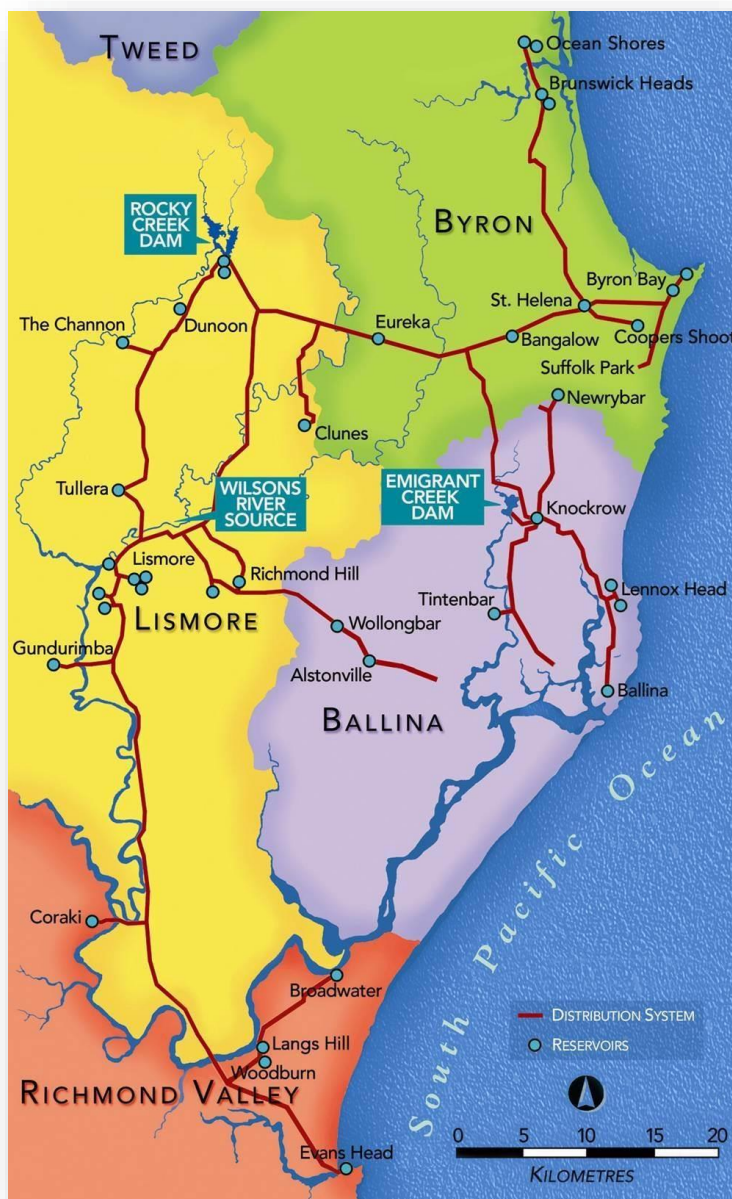 TWEED
Ocean Shores
Brunswick Heads
ROCKY
CREEK
DAM
BYRON
Byron Bay
St. Helena
The Channon
Dunoon
Eureka
Bangalow
Coopers Shoot
Suffolk Park
Newrybar
Clunes
Tullera
WILSONS
RIVER
SOURCE
EMIGRANT
CREEK
DAM
Knockrow
Lismore
Richmond Hill
Lennox Head
Tintenbar
LISMORE
Wollongbar
Gundurimba
Alstonville
Ballina
BALLINA
South Pacific Ocean
Coraki
Broadwater
DISTRIBUTION SYSTEM
RESERVOIRS
Langs Hill
Woodburn
RICHMOND VALLEY
Evans Head
0 5 10 15 20
KILOMETRES